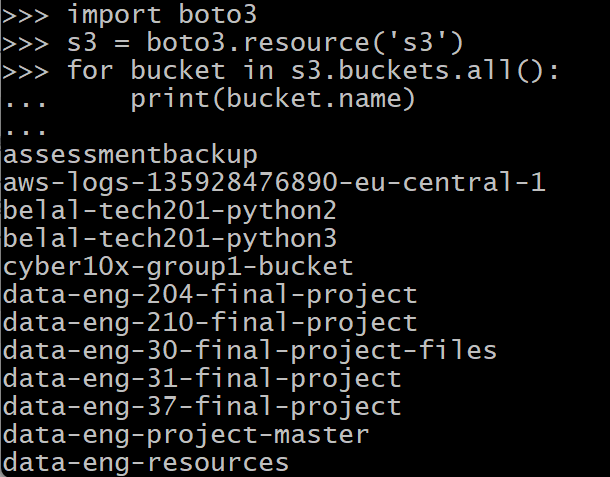 >>> import boto3
>>> s3 = boto3.resource('s3')
>>> for bucket in s3.buckets.all():
...     print(bucket.name)
...
assessmentbackup
aws-logs-135928476890-eu-central-1
belal-tech201-python2
belal-tech201-python3
cyber10x-group1-bucket
data-eng-204-final-project
data-eng-210-final-project
data-eng-30-final-project-files
data-eng-31-final-project
data-eng-37-final-project
data-eng-project-master
data-eng-resources